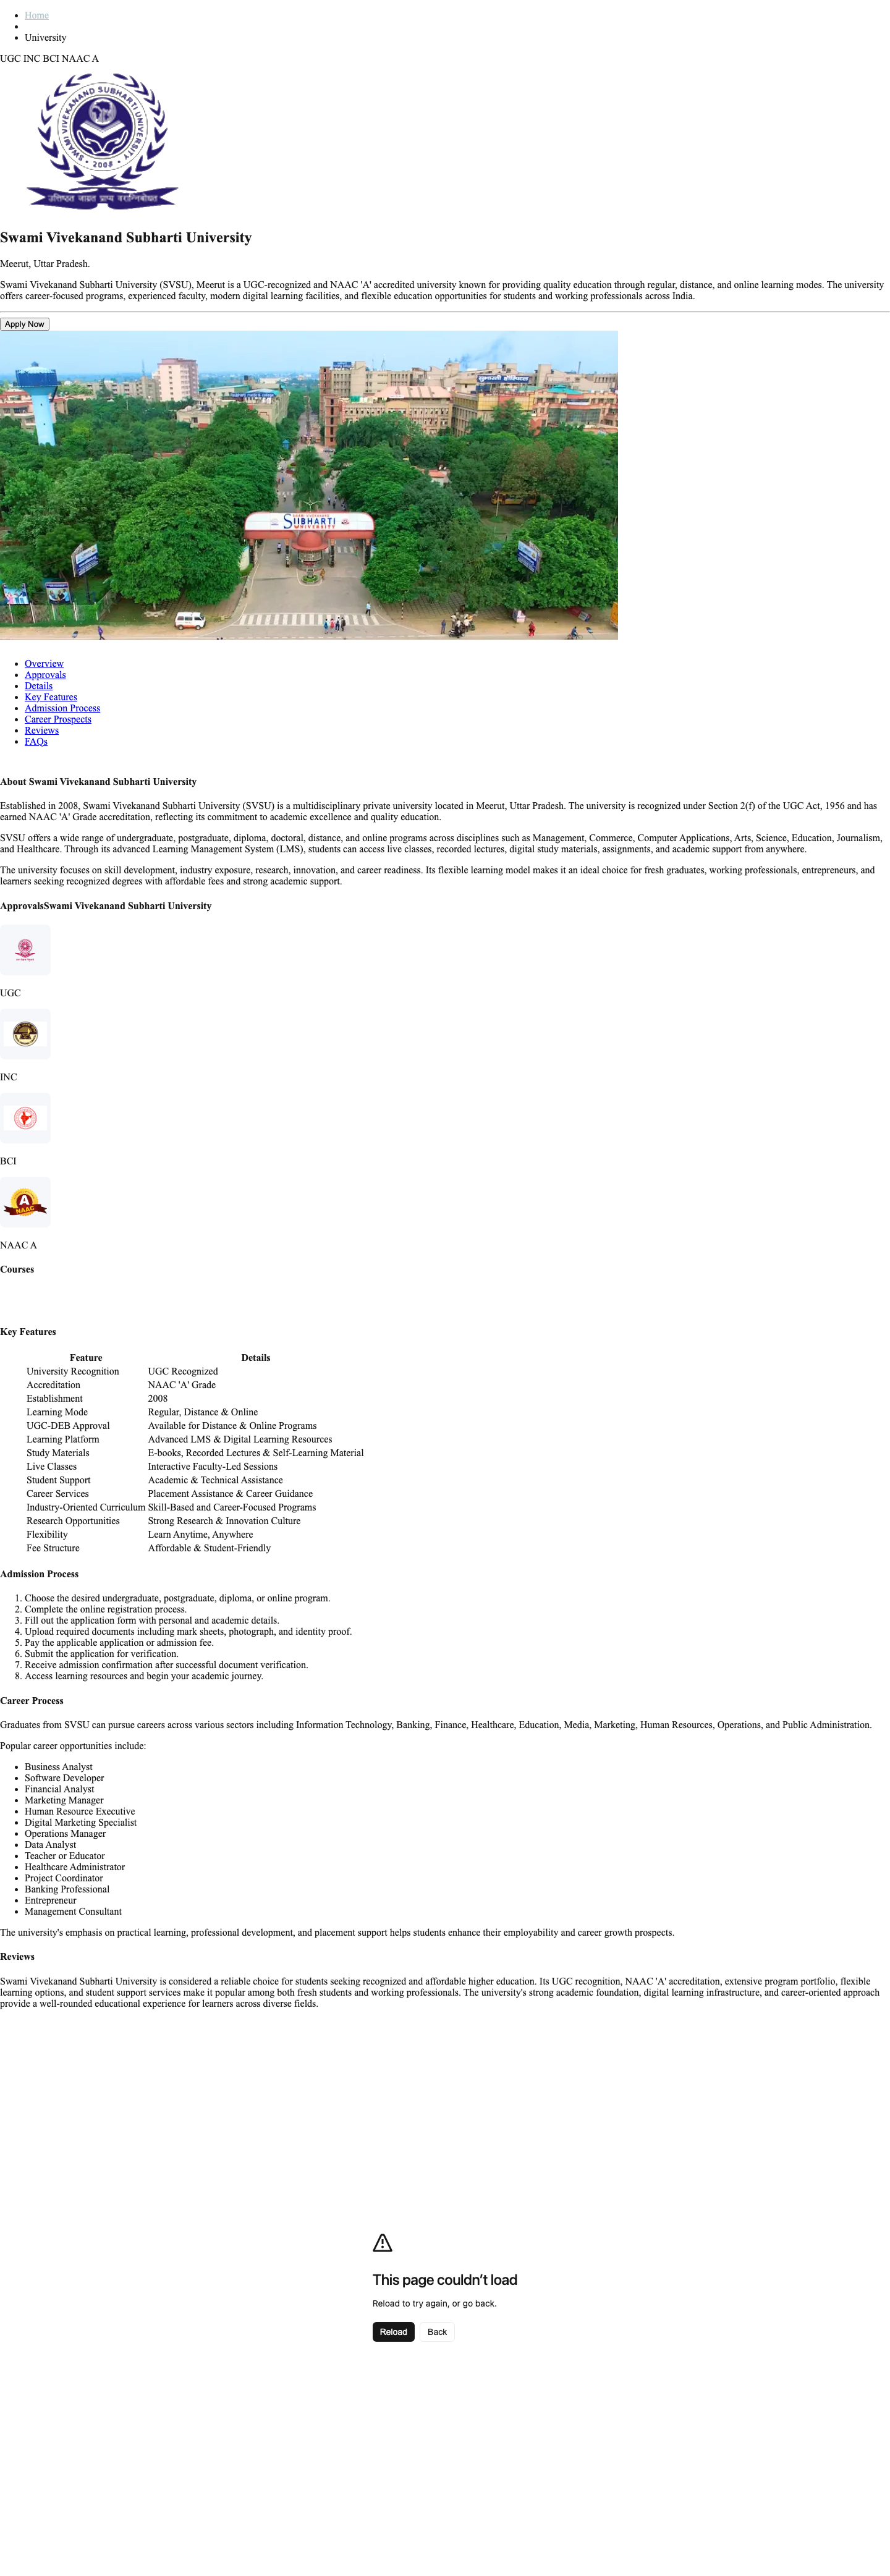 Home
University
UGC INC BCI NAAC A
SWAMI VIVEKANAND SUBHARTI UNIVERSITY
2008
Swami Vivekanand Subharti University
Meerut, Uttar Pradesh.
Swami Vivekanand Subharti University (SVSU), Meerut is a UGC-recognized and NAAC 'A' accredited university known for providing quality education through regular, distance, and online learning modes. The university
offers career-focused programs, experienced faculty, modern digital learning facilities, and flexible education opportunities for students and working professionals across India.
Apply Now
SUBHARTI
UNIVERSITY
Overview
Approvals
Details
Key Features
Admission Process
Career Prospects
Reviews
FAQs
About Swami Vivekanand Subharti University
Established in 2008, Swami Vivekanand Subharti University (SVSU) is a multidisciplinary private university located in Meerut, Uttar Pradesh. The university is recognized under Section 2(f) of the UGC Act, 1956 and has
earned NAAC 'A' Grade accreditation, reflecting its commitment to academic excellence and quality education.
SVSU offers a wide range of undergraduate, postgraduate, diploma, doctoral, distance, and online programs across disciplines such as Management, Commerce, Computer Applications, Arts, Science, Education, Journalism,
and Healthcare. Through its advanced Learning Management System (LMS), students can access live classes, recorded lectures, digital study materials, assignments, and academic support from anywhere.
The university focuses on skill development, industry exposure, research, innovation, and career readiness. Its flexible learning model makes it an ideal choice for fresh graduates, working professionals, entrepreneurs, and
learners seeking recognized degrees with affordable fees and strong academic support.
ApprovalsSwami Vivekanand Subharti University
UGC
INC
BCI
A
NAAC
NAAC A
Courses
Key Features
Feature Details
University Recognition UGC Recognized
Accreditation NAAC 'A' Grade
Establishment 2008
Learning Mode Regular, Distance & Online
UGC-DEB Approval Available for Distance & Online Programs
Learning Platform Advanced LMS & Digital Learning Resources
Study Materials E-books, Recorded Lectures & Self-Learning Material
Live Classes Interactive Faculty-Led Sessions
Student Support Academic & Technical Assistance
Career Services Placement Assistance & Career Guidance
Industry-Oriented Curriculum Skill-Based and Career-Focused Programs
Research Opportunities Strong Research & Innovation Culture
Flexibility Learn Anytime, Anywhere
Fee Structure Affordable & Student-Friendly
Admission Process
1. Choose the desired undergraduate, postgraduate, diploma, or online program.
2. Complete the online registration process.
3. Fill out the application form with personal and academic details.
4. Upload required documents including mark sheets, photograph, and identity proof.
5. Pay the applicable application or admission fee.
6. Submit the application for verification.
7. Receive admission confirmation after successful document verification.
8. Access learning resources and begin your academic journey.
Career Process
Graduates from SVSU can pursue careers across various sectors including Information Technology, Banking, Finance, Healthcare, Education, Media, Marketing, Human Resources, Operations, and Public Administration.
Popular career opportunities include:
Business Analyst
Software Developer
Financial Analyst
Marketing Manager
Human Resource Executive
Digital Marketing Specialist
Operations Manager
Data Analyst
Teacher or Educator
Healthcare Administrator
Project Coordinator
Banking Professional
Entrepreneur
Management Consultant
The university's emphasis on practical learning, professional development, and placement support helps students enhance their employability and career growth prospects.
Reviews
Swami Vivekanand Subharti University is considered a reliable choice for students seeking recognized and affordable higher education. Its UGC recognition, NAAC 'A' accreditation, extensive program portfolio, flexible
learning options, and student support services make it popular among both fresh students and working professionals. The university's strong academic foundation, digital learning infrastructure, and career-oriented approach
provide a well-rounded educational experience for learners across diverse fields.
This page couldn’t load
Reload to try again, or go back.
Reload Back